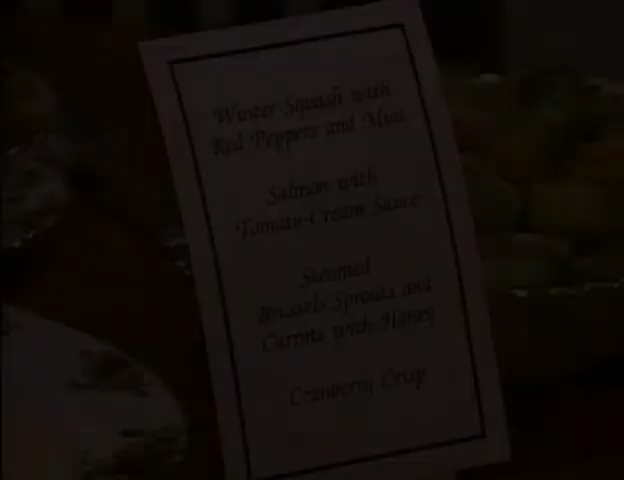 Winter Squash with
Red Peppers and Mint
Salmon with
Tomato-Cream Sauce
Steamed
Brussels Sprouts and
Carrots with Honey
Cranberry Crisp